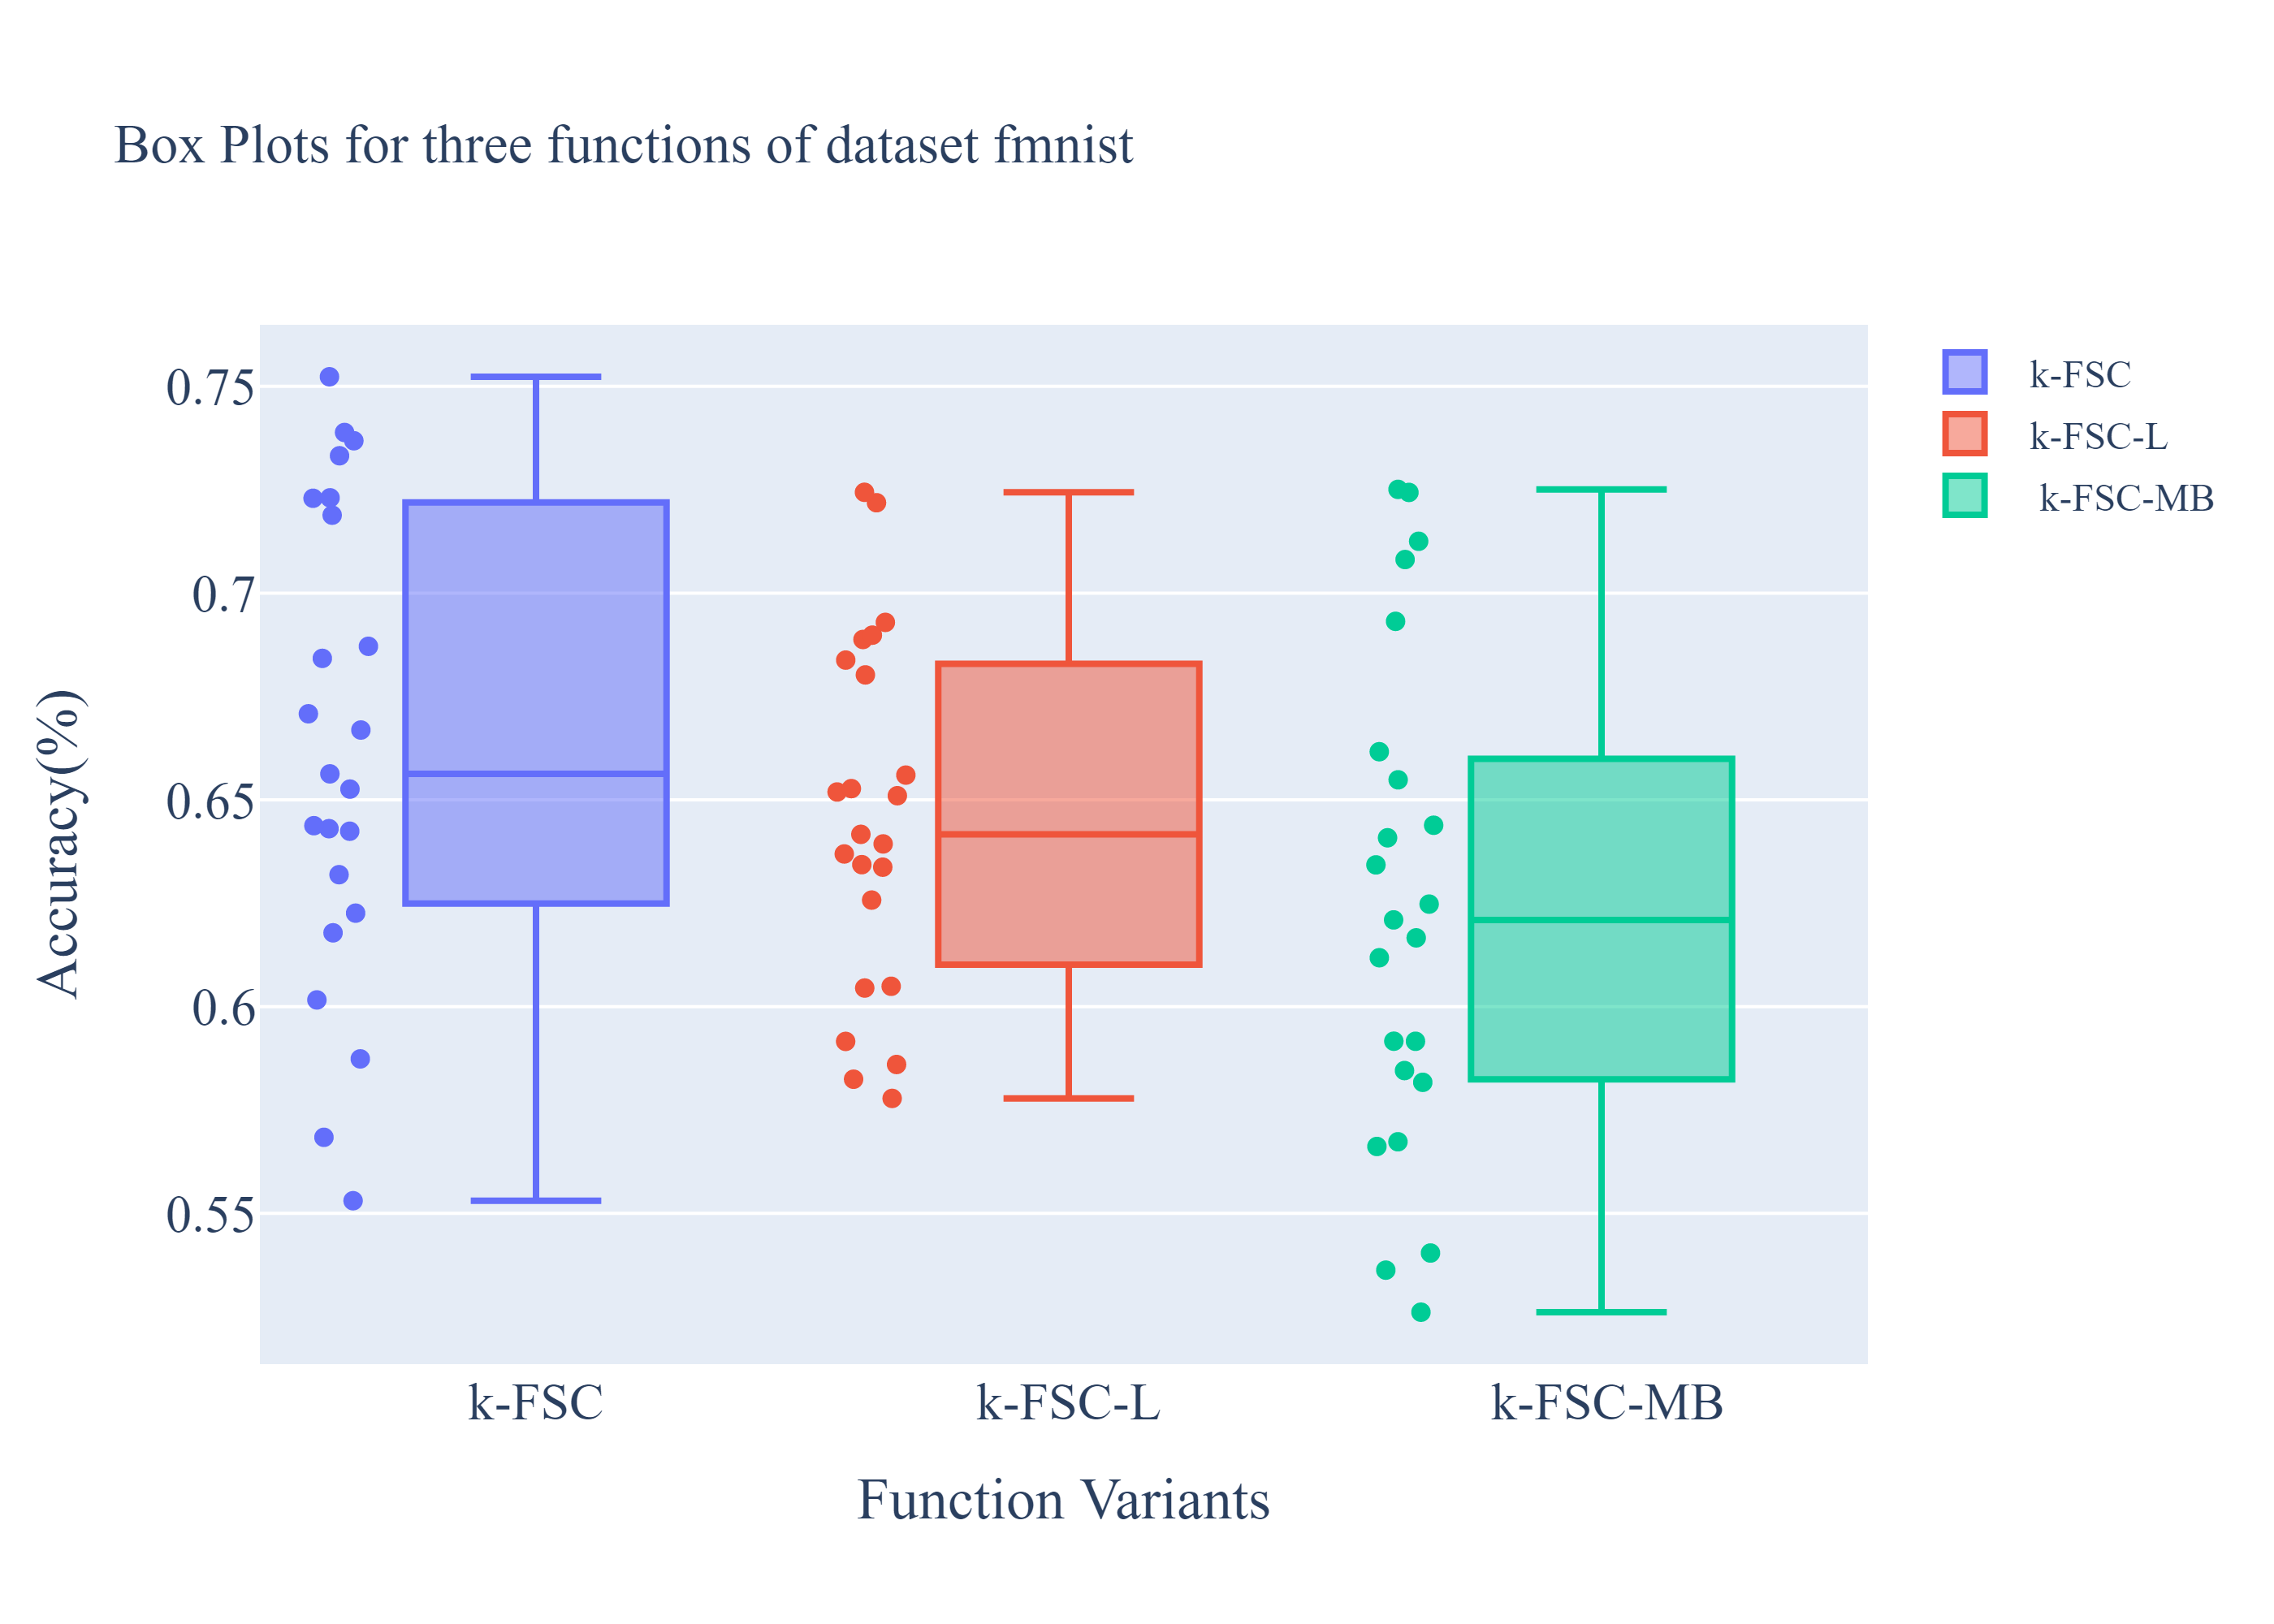 Box Plots for three functions of dataset fmnist
k-FSC
k-FSC-L
k-FSC-MB
0.75
0.7
0.65
0.6
0.55
Accuracy(%)
k-FSC k-FSC-L k-FSC-MB
Function Variants